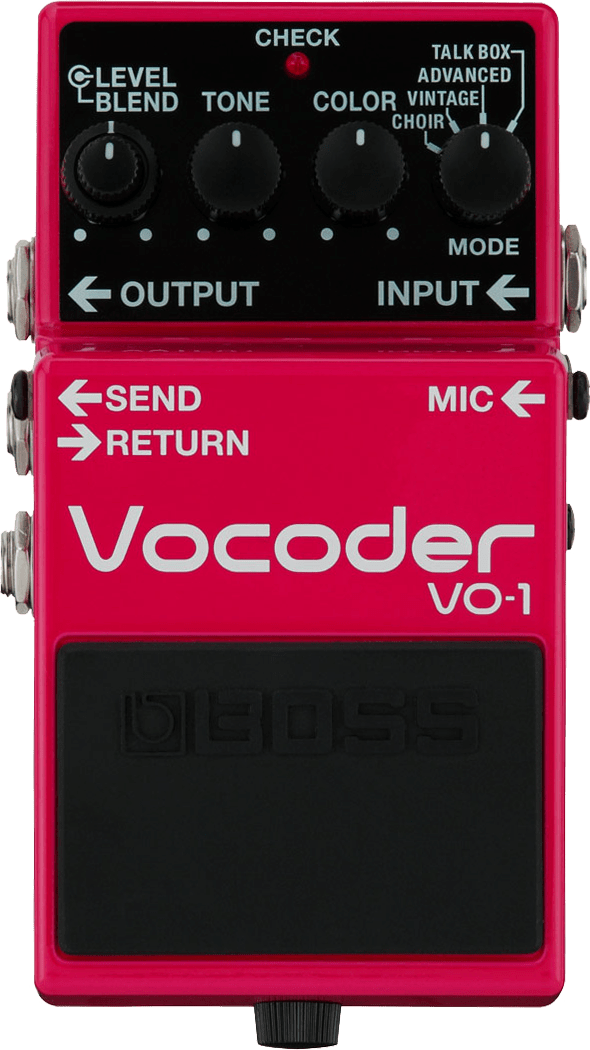 CHECK
LEVEL
BLEND
TONE
COLOR
TALK BOX
ADVANCED
VINTAGE
CHOIR
MODE
OUTPUT
INPUT
SEND
RETURN
MIC
Vocoder
VO-1
BOSS